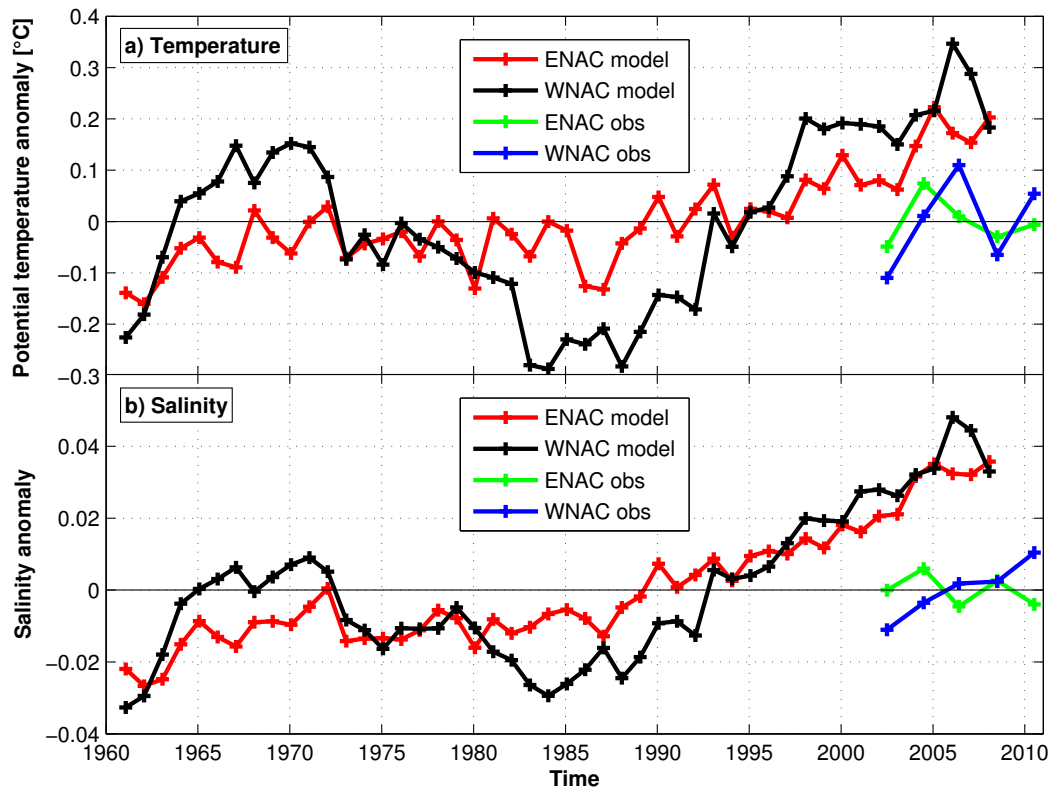 a) Temperature
Potential temperature anomaly [°C]
0.4
0.3
0.2
0.1
0
−0.1
−0.2
−0.3
ENAC model
WNAC model
ENAC obs
WNAC obs
b) Salinity
Salinity anomaly
0.04
0.02
0
−0.02
−0.04
ENAC model
WNAC model
ENAC obs
WNAC obs
1960 1965 1970 1975 1980 1985 1990 1995 2000 2005 2010
Time